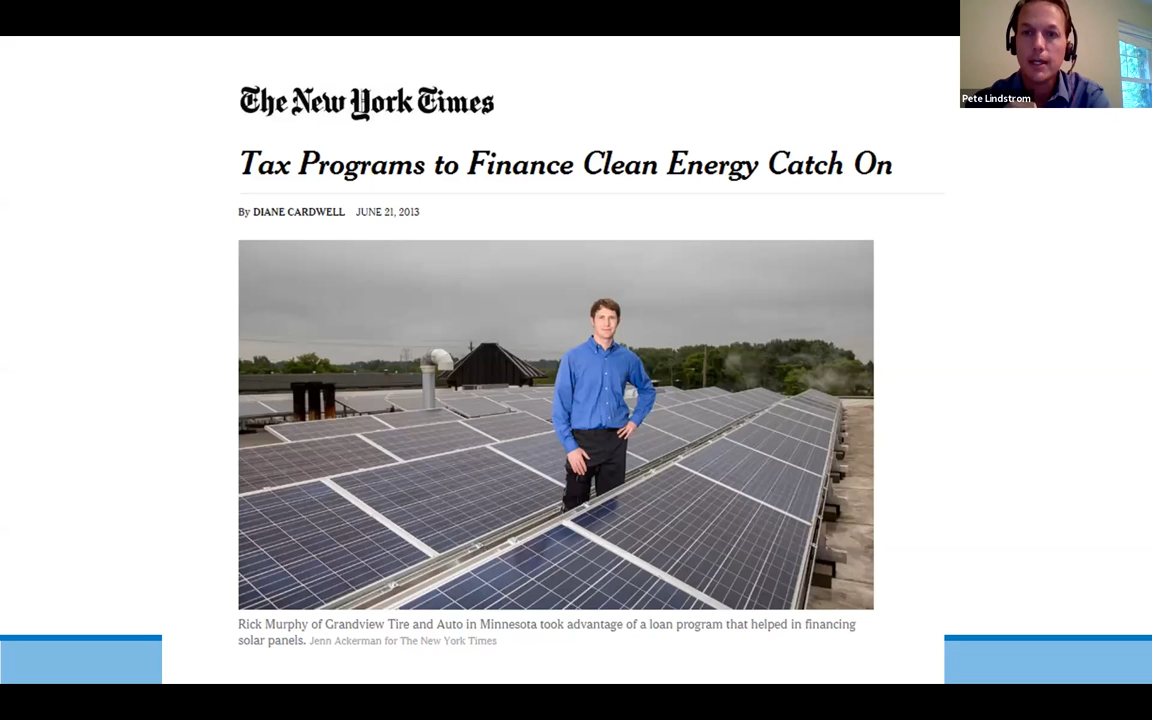 The New York Times
Tax Programs to Finance Clean Energy Catch On
By DIANE CARDWELL JUNE 21, 2013
Rick Murphy of Grandview Tire and Auto in Minnesota took advantage of a loan program that helped in financing
solar panels. Jenn Ackerman for The New York Times
Pete Lindstrom